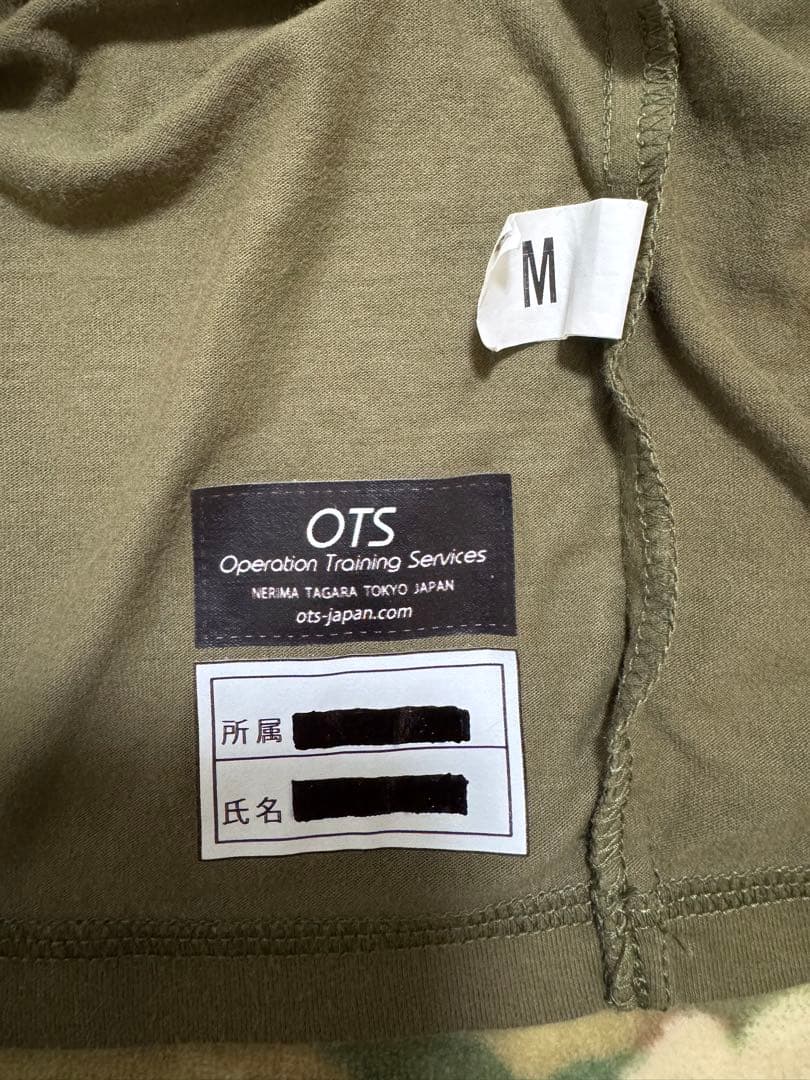 M
OTS
Operation Training Services
NERIMA TAGARA TOKYO JAPAN
ots-japan.com
所属
氏名